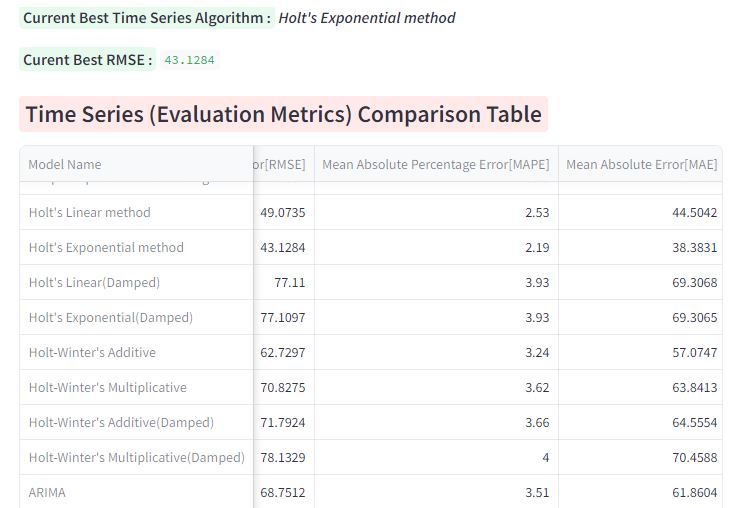 Current Best Time Series Algorithm : Holt's Exponential method
Curent Best RMSE : 43.1284
Time Series (Evaluation Metrics) Comparison Table
Model Name or[RMSE] Mean Absolute Percentage Error[MAPE] Mean Absolute Error[MAE]
Holt's Linear method 49.0735 2.53 44.5042
Holt's Exponential method 43.1284 2.19 38.3831
Holt's Linear(Damped) 77.11 3.93 69.3068
Holt's Exponential(Damped) 77.1097 3.93 69.3065
Holt-Winter's Additive 62.7297 3.24 57.0747
Holt-Winter's Multiplicative 70.8275 3.62 63.8413
Holt-Winter's Additive(Damped) 71.7924 3.66 64.5554
Holt-Winter's Multiplicative(Damped) 78.1329 4 70.4588
ARIMA 68.7512 3.51 61.8604